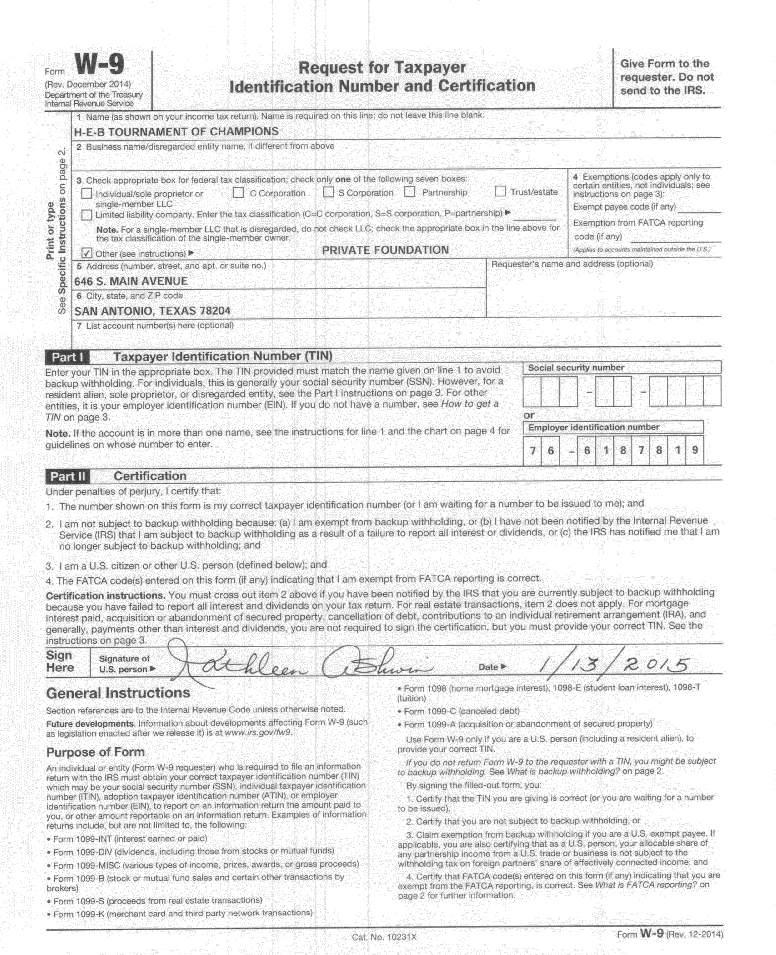 Form W-9
(Rev. December 2014)
Department of the Treasury
Internal Revenue Service
Request for Taxpayer
Identification Number and Certification
Give Form to the
requester. Do not
send to the IRS.
Print or type
See Specific Instructions on page 2.
1 Name (as shown on your income tax return). Name is required on this line; do not leave this line blank.
H-E-B TOURNAMENT OF CHAMPIONS
2 Business name/disregarded entity name, if different from above
3 Check appropriate box for federal tax classification; check only one of the following seven boxes:
Individual/sole proprietor or
single-member LLC
C Corporation
S Corporation
Partnership
Trust/estate
Limited liability company. Enter the tax classification (C=C corporation, S=S corporation, P=partnership) ►
Note. For a single-member LLC that is disregarded, do not check LLC; check the appropriate box in the line above for
the tax classification of the single-member owner.
✓ Other (see instructions) ► PRIVATE FOUNDATION
4 Exemptions (codes apply only to
certain entities, not individuals; see
instructions on page 3):
Exempt payee code (if any)
Exemption from FATCA reporting
code (if any)
(Applies to accounts maintained outside the U.S.)
5 Address (number, street, and apt. or suite no.)
646 S. MAIN AVENUE
Requester's name and address (optional)
6 City, state, and ZIP code
SAN ANTONIO, TEXAS 78204
7 List account number(s) here (optional)
Part I Taxpayer Identification Number (TIN)
Enter your TIN in the appropriate box. The TIN provided must match the name given on line 1 to avoid
backup withholding. For individuals, this is generally your social security number (SSN). However, for a
resident alien, sole proprietor, or disregarded entity, see the Part I instructions on page 3. For other
entities, it is your employer identification number (EIN). If you do not have a number, see How to get a
TIN on page 3.
Note. If the account is in more than one name, see the instructions for line 1 and the chart on page 4 for
guidelines on whose number to enter.
Social security number
– –
or
Employer identification number
7 6 – 6 1 8 7 8 1 9
Part II Certification
Under penalties of perjury, I certify that:
1. The number shown on this form is my correct taxpayer identification number (or I am waiting for a number to be issued to me); and
2. I am not subject to backup withholding because: (a) I am exempt from backup withholding, or (b) I have not been notified by the Internal Revenue
Service (IRS) that I am subject to backup withholding as a result of a failure to report all interest or dividends, or (c) the IRS has notified me that I am
no longer subject to backup withholding; and
3. I am a U.S. citizen or other U.S. person (defined below); and
4. The FATCA code(s) entered on this form (if any) indicating that I am exempt from FATCA reporting is correct.
Certification instructions. You must cross out item 2 above if you have been notified by the IRS that you are currently subject to backup withholding
because you have failed to report all interest and dividends on your tax return. For real estate transactions, item 2 does not apply. For mortgage
interest paid, acquisition or abandonment of secured property, cancellation of debt, contributions to an individual retirement arrangement (IRA), and
generally, payments other than interest and dividends, you are not required to sign the certification, but you must provide your correct TIN. See the
instructions on page 3.
Sign
Here
Signature of
U.S. person ► Kathleen Ashwin
Date ► 1/13/2015
General Instructions
Section references are to the Internal Revenue Code unless otherwise noted.
Future developments. Information about developments affecting Form W-9 (such
as legislation enacted after we release it) is at www.irs.gov/fw9.
Purpose of Form
An individual or entity (Form W-9 requester) who is required to file an information
return with the IRS must obtain your correct taxpayer identification number (TIN)
which may be your social security number (SSN), individual taxpayer identification
number (ITIN), adoption taxpayer identification number (ATIN), or employer
identification number (EIN), to report on an information return the amount paid to
you, or other amount reportable on an information return. Examples of information
returns include, but are not limited to, the following:
• Form 1099-INT (interest earned or paid)
• Form 1099-DIV (dividends, including those from stocks or mutual funds)
• Form 1099-MISC (various types of income, prizes, awards, or gross proceeds)
• Form 1099-B (stock or mutual fund sales and certain other transactions by
brokers)
• Form 1099-S (proceeds from real estate transactions)
• Form 1099-K (merchant card and third party network transactions)
• Form 1098 (home mortgage interest), 1098-E (student loan interest), 1098-T
(tuition)
• Form 1099-C (canceled debt)
• Form 1099-A (acquisition or abandonment of secured property)
Use Form W-9 only if you are a U.S. person (including a resident alien), to
provide your correct TIN.
If you do not return Form W-9 to the requester with a TIN, you might be subject
to backup withholding. See What is backup withholding? on page 2.
By signing the filled-out form, you:
1. Certify that the TIN you are giving is correct (or you are waiting for a number
to be issued),
2. Certify that you are not subject to backup withholding, or
3. Claim exemption from backup withholding if you are a U.S. exempt payee. If
applicable, you are also certifying that as a U.S. person, your allocable share of
any partnership income from a U.S. trade or business is not subject to the
withholding tax on foreign partners' share of effectively connected income, and
4. Certify that FATCA code(s) entered on this form (if any) indicating that you are
exempt from the FATCA reporting, is correct. See What is FATCA reporting? on
page 2 for further information.
Cat. No. 10231X
Form W-9 (Rev. 12-2014)